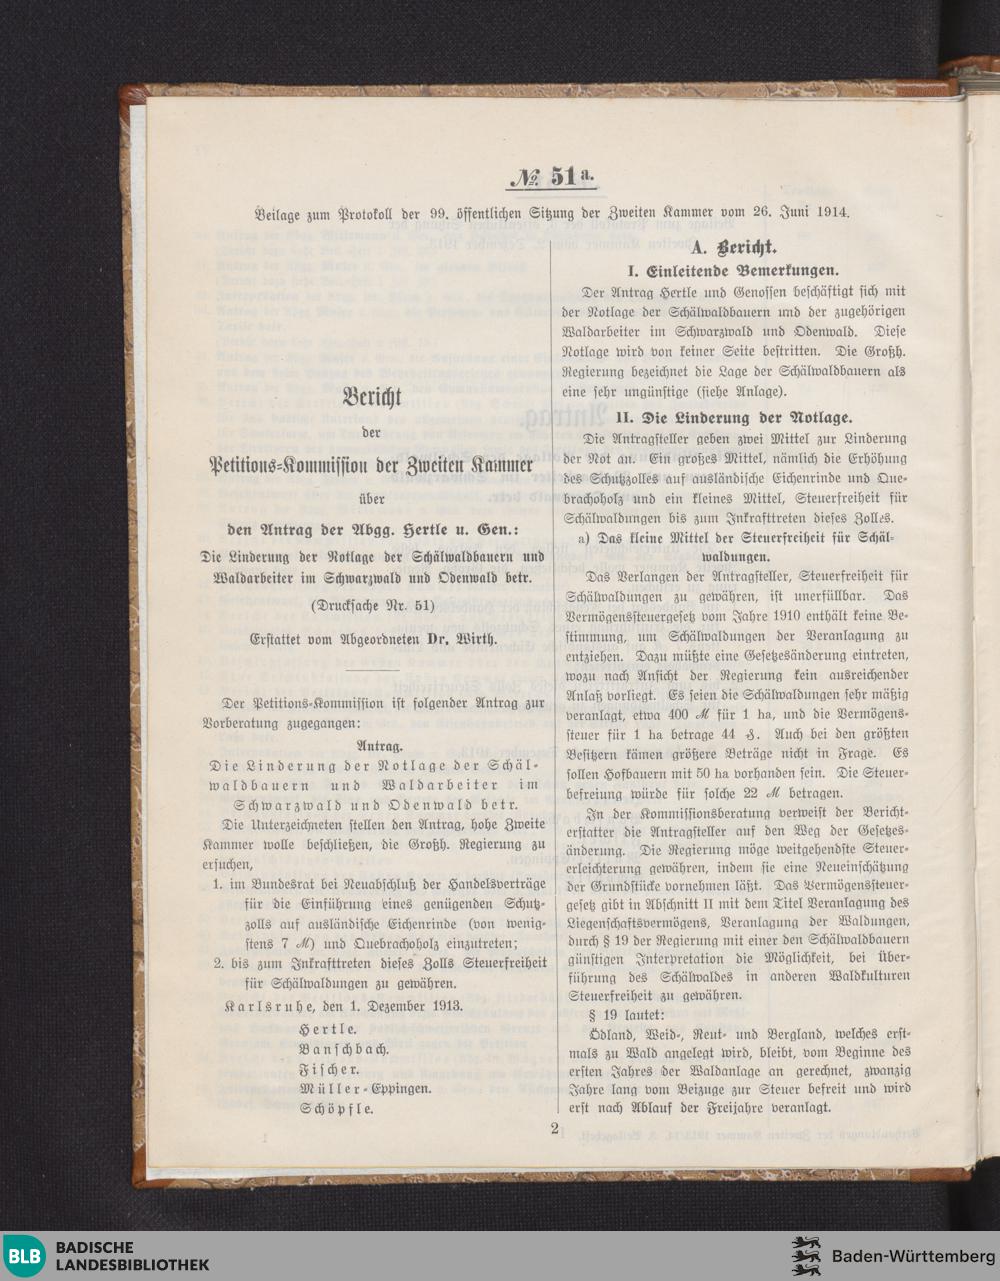 № 51 a.
Beilage zum Protokoll der 99. öffentlichen Sitzung der Zweiten Kammer vom 26. Juni 1914.
Bericht
der
Petitions-Kommission der Zweiten Kammer
über
den Antrag der Abgg. Hertle u. Gen.:
Die Linderung der Notlage der Schälwaldbauern und
Waldarbeiter im Schwarzwald und Odenwald betr.
(Drucksache Nr. 51)
Erstattet vom Abgeordneten Dr. Wirth.
Der Petitions-Kommission ist folgender Antrag zur
Vorberatung zugegangen:
Antrag.
Die Linderung der Notlage der Schäl-
waldbauern und Waldarbeiter im
Schwarzwald und Odenwald betr.
Die Unterzeichneten stellen den Antrag, hohe Zweite
Kammer wolle beschließen, die Großh. Regierung zu
ersuchen,
1. im Bundesrat bei Neuabschluß der Handelsverträge
für die Einführung eines genügenden Schutz-
zolls auf ausländische Eichenrinde (von wenig-
stens 7 ℳ) und Quebrachoholz einzutreten;
2. bis zum Inkrafttreten dieses Zolls Steuerfreiheit
für Schälwaldungen zu gewähren.
Karlsruhe, den 1. Dezember 1913.
Hertle.
Banschbach.
Fischer.
Müller-Eppingen.
Schöpfle.
A. Bericht.
I. Einleitende Bemerkungen.
Der Antrag Hertle und Genossen beschäftigt sich mit
der Notlage der Schälwaldbauern und der zugehörigen
Waldarbeiter im Schwarzwald und Odenwald. Diese
Notlage wird von keiner Seite bestritten. Die Großh.
Regierung bezeichnet die Lage der Schälwaldbauern als
eine sehr ungünstige (siehe Anlage).
II. Die Linderung der Notlage.
Die Antragsteller geben zwei Mittel zur Linderung
der Not an. Ein großes Mittel, nämlich die Erhöhung
des Schutzzolles auf ausländische Eichenrinde und Que-
brachoholz und ein kleines Mittel, Steuerfreiheit für
Schälwaldungen bis zum Inkrafttreten dieses Zolles.
a) Das kleine Mittel der Steuerfreiheit für Schäl-
waldungen.
Das Verlangen der Antragsteller, Steuerfreiheit für
Schälwaldungen zu gewähren, ist unerfüllbar. Das
Vermögenssteuergesetz vom Jahre 1910 enthält keine Be-
stimmung, um Schälwaldungen der Veranlagung zu
entziehen. Dazu müßte eine Gesetzesänderung eintreten,
wozu nach Ansicht der Regierung kein ausreichender
Anlaß vorliegt. Es seien die Schälwaldungen sehr mäßig
veranlagt, etwa 400 ℳ für 1 ha, und die Vermögens-
steuer für 1 ha betrage 44 ₰. Auch bei den größten
Besitzern kämen größere Beträge nicht in Frage. Es
sollen Hofbauern mit 50 ha vorhanden sein. Die Steuer-
befreiung würde für solche 22 ℳ betragen.
In der Kommissionsberatung verweist der Bericht-
erstatter die Antragsteller auf den Weg der Gesetzes-
änderung. Die Regierung möge weitgehendste Steuer-
erleichterung gewähren, indem sie eine Neueinschätzung
der Grundstücke vornehmen läßt. Das Vermögenssteuer-
gesetz gibt in Abschnitt II mit dem Titel Veranlagung des
Liegenschaftsvermögens, Veranlagung der Waldungen,
durch § 19 der Regierung mit einer den Schälwaldbauern
günstigen Interpretation die Möglichkeit, bei Über-
führung des Schälwaldes in anderen Waldkulturen
Steuerfreiheit zu gewähren.
§ 19 lautet:
Ödland, Weid-, Reut- und Bergland, welches erst-
mals zu Wald angelegt wird, bleibt, vom Beginne des
ersten Jahres der Waldanlage an gerechnet, zwanzig
Jahre lang vom Beizuge zur Steuer befreit und wird
erst nach Ablauf der Freijahre veranlagt.
2
BLB
BADISCHE
LANDESBIBLIOTHEK
Baden-Württemberg